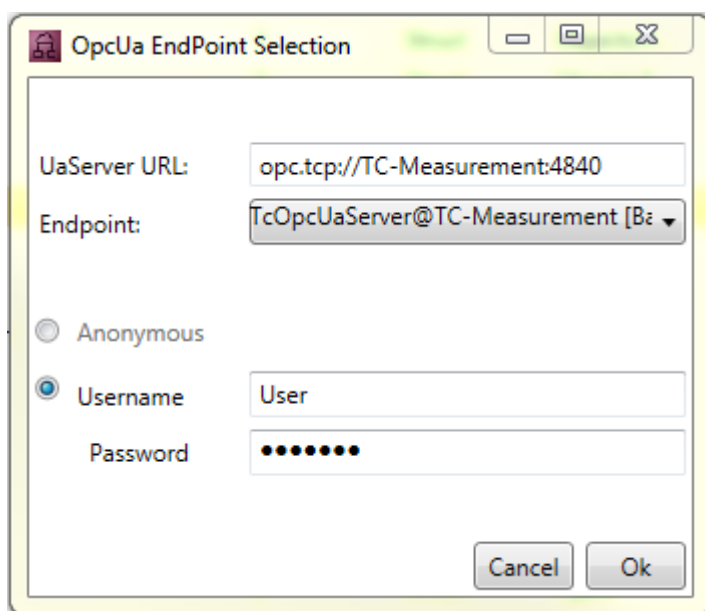 OpcUa EndPoint Selection
UaServer URL: opc.tcp://TC-Measurement:4840
Endpoint: TcOpcUaServer@TC-Measurement [Ba
Anonymous
Username User
Password •••••••
Cancel Ok